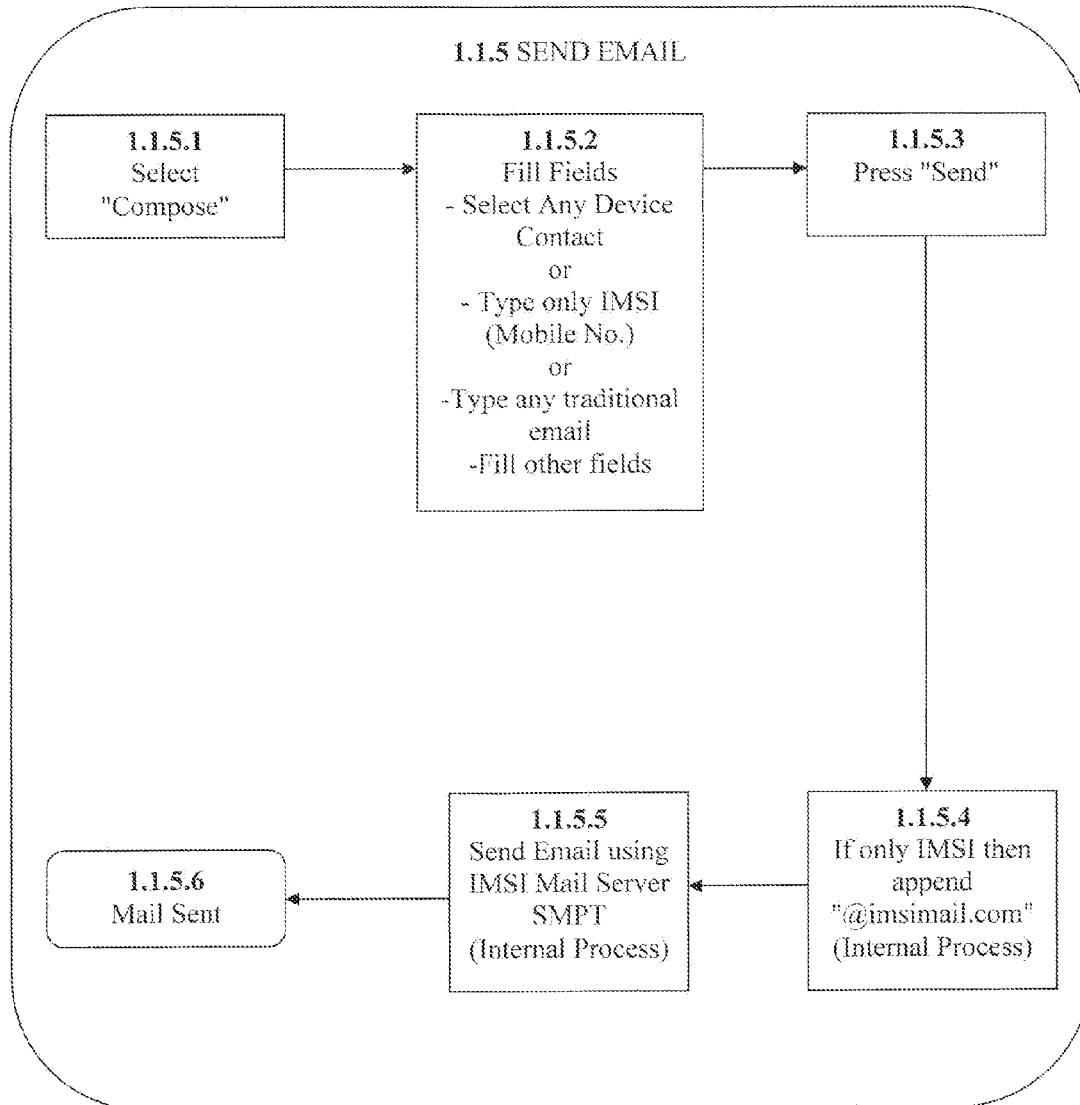 1.1.5 SEND EMAIL
1.1.5.1
Select
"Compose"
1.1.5.2
Fill Fields
- Select Any Device
Contact
or
- Type only IMSI
(Mobile No.)
or
-Type any traditional
email
-Fill other fields
1.1.5.3
Press "Send"
1.1.5.4
If only IMSI then
append
"@imsimail.com"
(Internal Process)
1.1.5.5
Send Email using
IMSI Mail Server
SMPT
(Internal Process)
1.1.5.6
Mail Sent